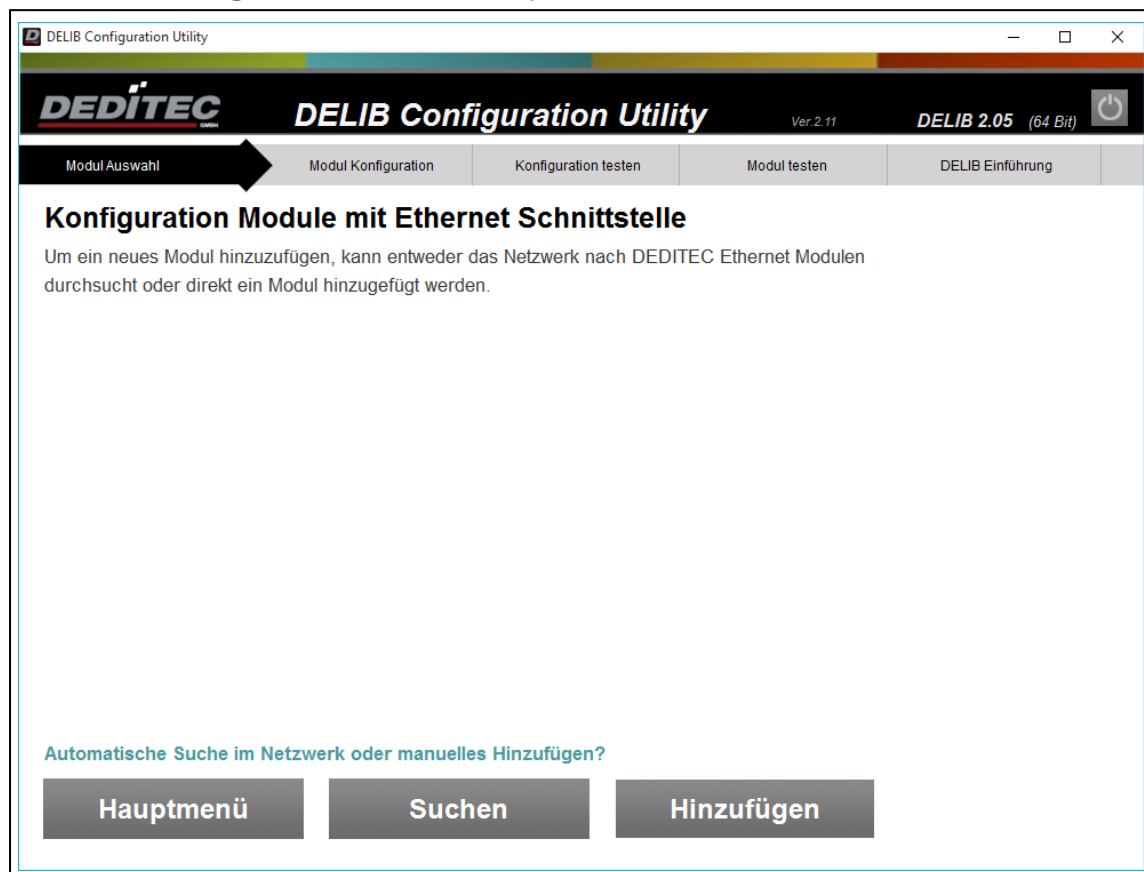 DELIB Configuration Utility
DEDITEC GMBH
DELIB Configuration Utility Ver.2.11 DELIB 2.05 (64 Bit)
Modul Auswahl Modul Konfiguration Konfiguration testen Modul testen DELIB Einführung
Konfiguration Module mit Ethernet Schnittstelle
Um ein neues Modul hinzuzufügen, kann entweder das Netzwerk nach DEDITEC Ethernet Modulen
durchsucht oder direkt ein Modul hinzugefügt werden.
Automatische Suche im Netzwerk oder manuelles Hinzufügen?
Hauptmenü Suchen Hinzufügen